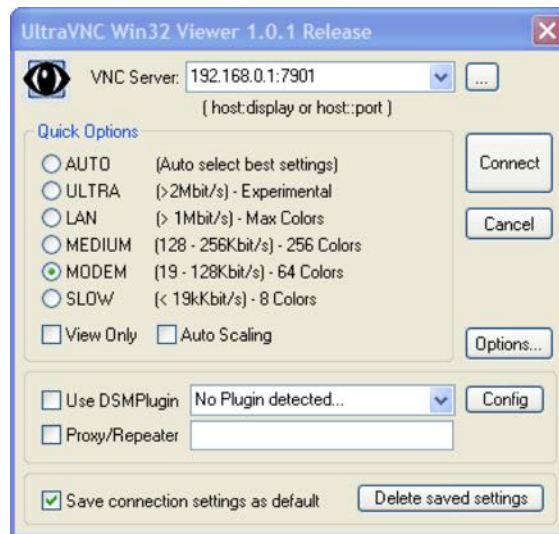 UltraVNC Win32 Viewer 1.0.1 Release
VNC Server: 192.168.0.1:7901 ...
( host:display or host::port )
Quick Options
AUTO (Auto select best settings)
ULTRA (>2Mbit/s) - Experimental
LAN (> 1Mbit/s) - Max Colors
MEDIUM (128 - 256Kbit/s) - 256 Colors
MODEM (19 - 128Kbit/s) - 64 Colors
SLOW (< 19kKbit/s) - 8 Colors
View Only Auto Scaling
Connect
Cancel
Options...
Use DSMPlugin No Plugin detected... Config
Proxy/Repeater
Save connection settings as default Delete saved settings